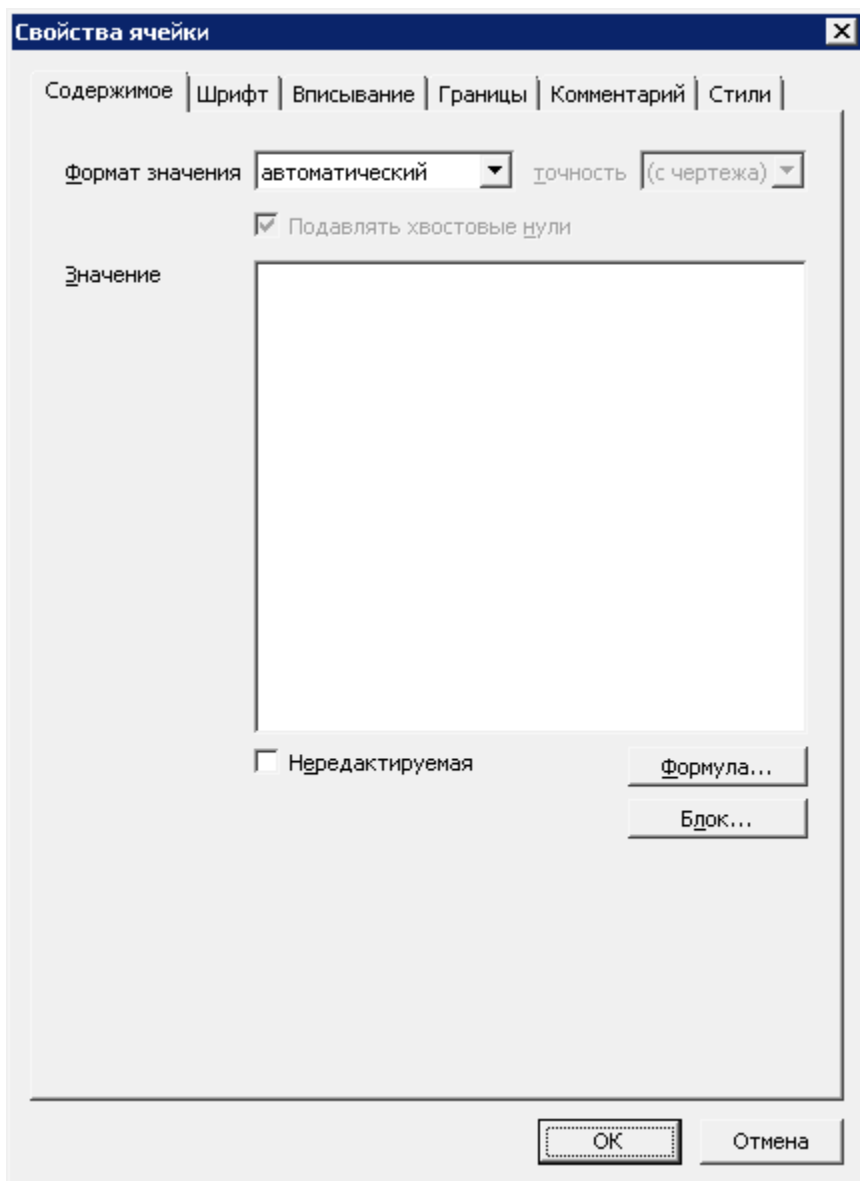 Свойства ячейки
Содержимое Шрифт Вписывание Границы Комментарий Стили
Формат значения автоматический точность (с чертежа)
Подавлять хвостовые нули
Значение
Нередактируемая Формула...
Блок...
ОК Отмена